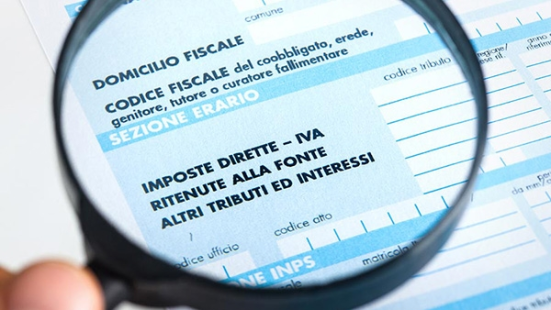 comune
DOMICILIO FISCALE
CODICE FISCALE del coobbligato, erede,
genitore, tutore o curatore fallimentare
SEZIONE ERARIO
codice tributo
IMPOSTE DIRETTE – IVA
RITENUTE ALLA FONTE
ALTRI TRIBUTI ED INTERESSI
codice ufficio
codice atto
NE INPS
matricola